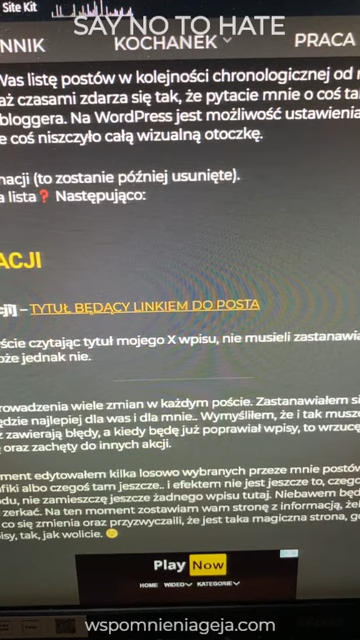 Site Kit
SAY NO TO HATE
NNIK KOCHANEK PRACA
Was listę postów w kolejności chronologicznej od
aż czasami zdarza się tak, że pytacie mnie o coś
bloggera. Na WordPress jest możliwość ustawienia
e coś niszczyło całą wizualną otoczkę.
macji (to zostanie później usunięte).
a lista❓ Następująco:
ACJI
cji] – TYTUŁ BĘDĄCY LINKIEM DO POSTA
ście czytając tytuł mojego X wpisu, nie musieli zastanawia
oże jednak nie.
rowadzenia wiele zmian w każdym poście. Zastanawiałem si
ędzie najlepiej dla was i dla mnie.. Wymyśliłem, że i tak musz
z zawierają błędy, a kiedy będę już poprawiał wpisy, to wrzucę
oraz zachęty do innych akcji.
ment edytowałem kilka losowo wybranych przeze mnie postów
fiki albo czegoś tam jeszcze.. i efektem nie jest jeszcze to, czego
du, nie zamieszczę jeszcze żadnego wpisu tutaj. Niebawem będ
zerkać. Na ten moment zostawiam wam stronę z informacją, że
co się zmienia oraz przyzwyczaili, że jest taka magiczna strona, g
isy, tak, jak wolicie. 🙂
Play Now
HOME WIDEO KATEGORIE
wspomnieniageja.com